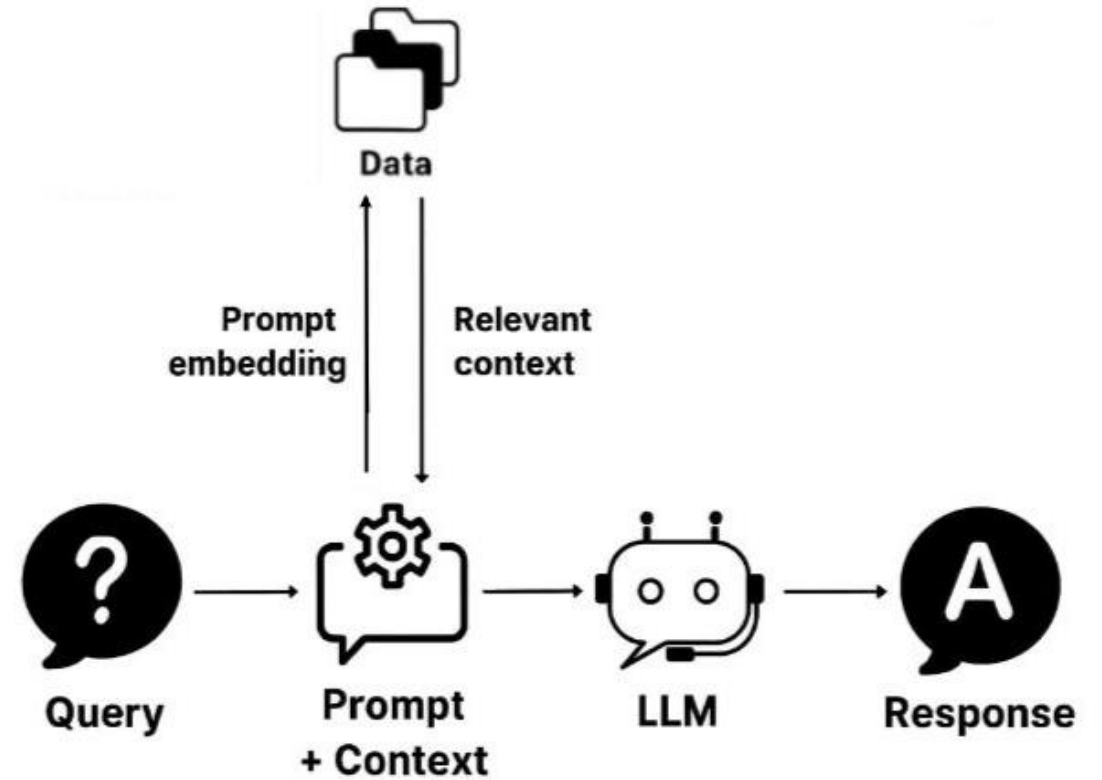 Data
Prompt
embedding
Relevant
context
?
A
Query
Prompt
+ Context
LLM
Response